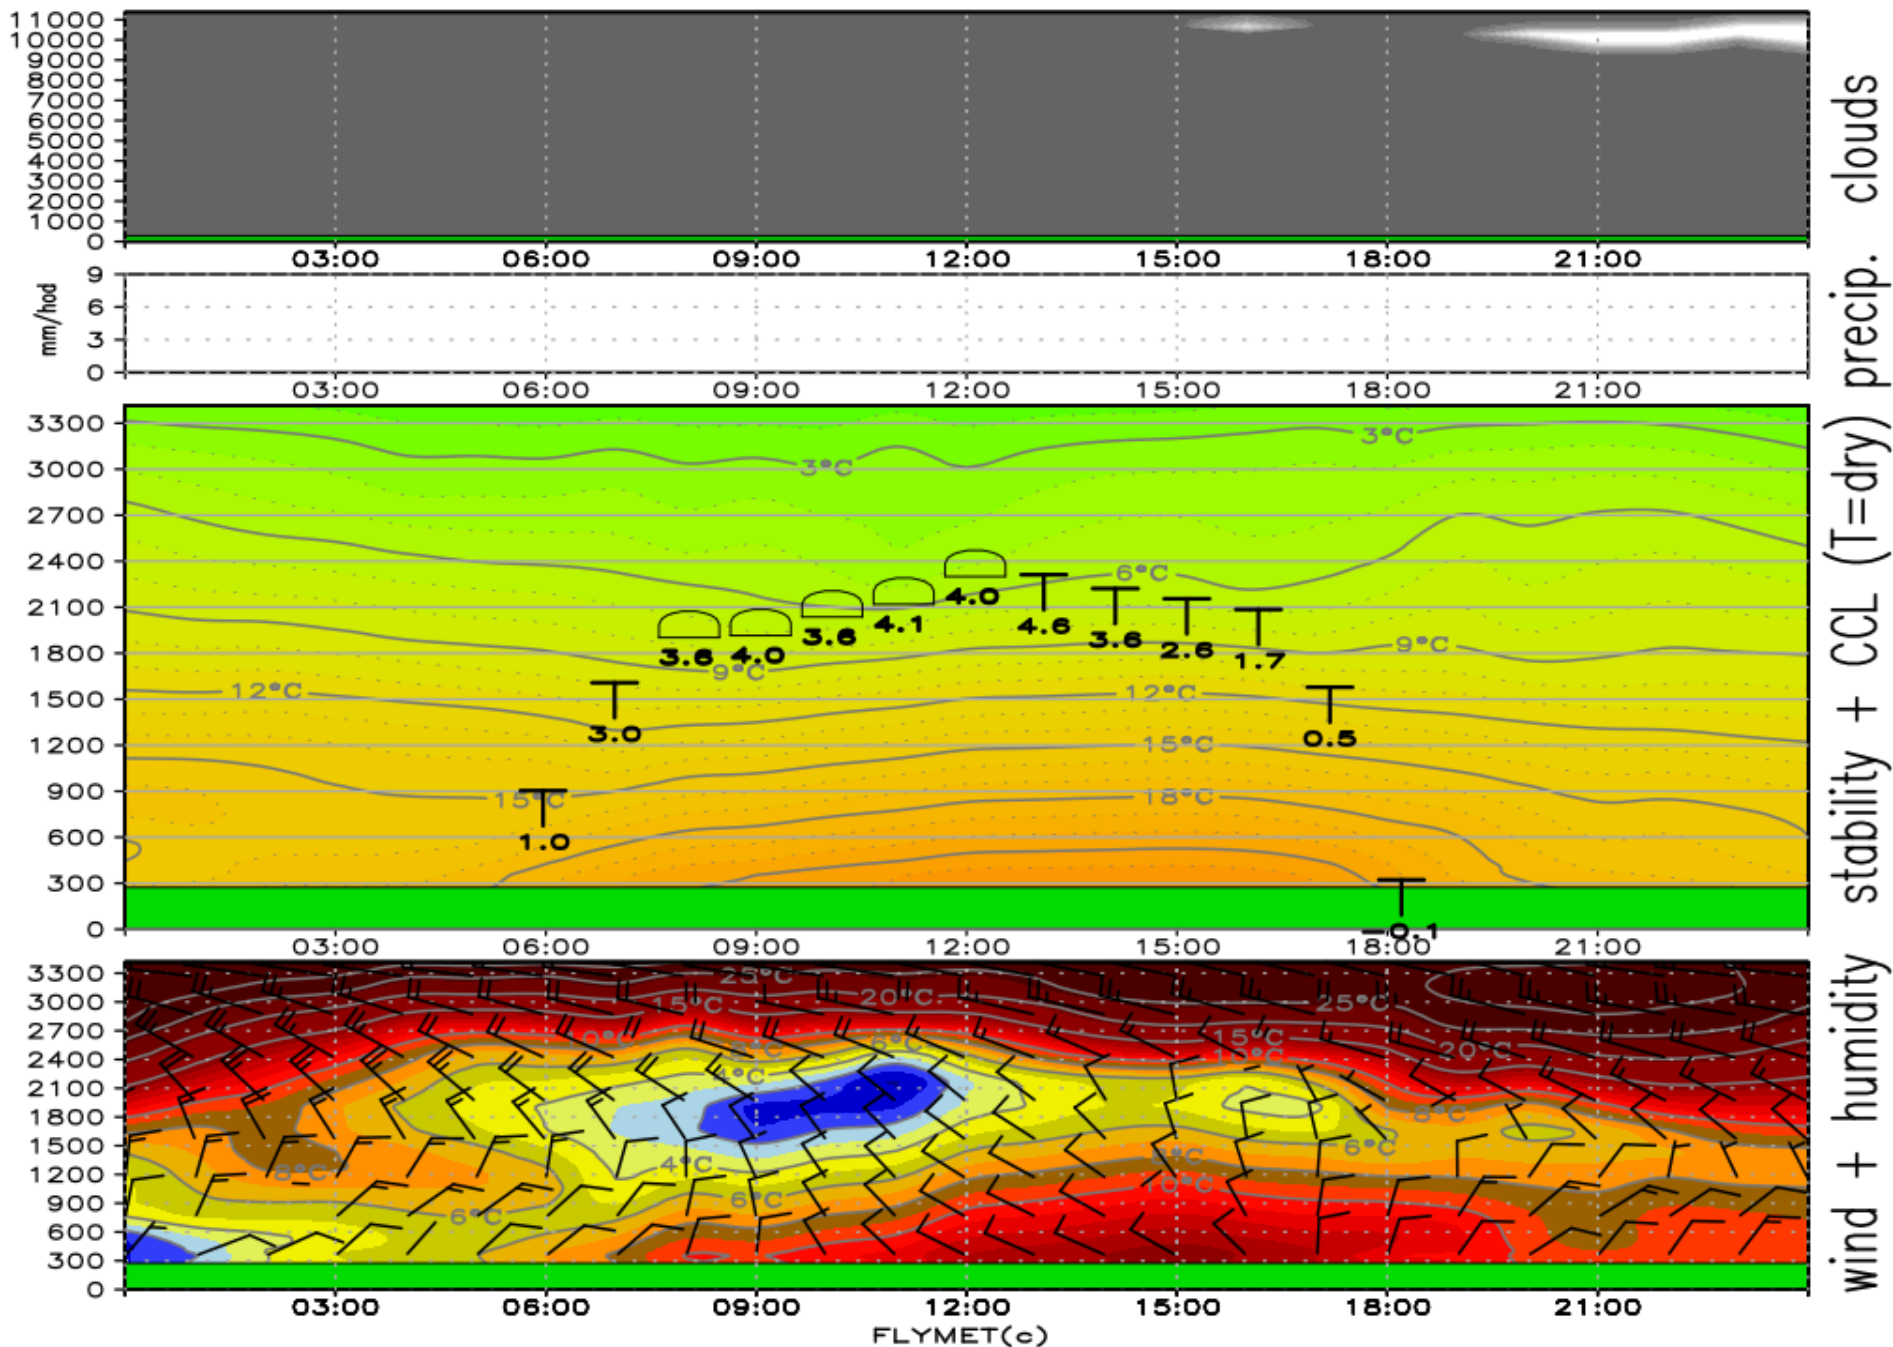 11000
10000
9000
8000
7000
6000
5000
4000
3000
2000
1000
0
clouds
03:00 06:00 09:00 12:00 15:00 18:00 21:00
9
6
3
0
mm/hod
precip.
03:00 06:00 09:00 12:00 15:00 18:00 21:00
3300
3000
2700
2400
2100
1800
1500
1200
900
600
300
0
3°C
3°C
6°C
4.0
4.6
4.1
3.6
3.6
4.0
3.6
2.6
1.7
9°C
9°C
12°C
12°C
3.0
0.5
15°C
15°C
18°C
1.0
-0.1
stability + CCL (T=dry)
03:00 06:00 09:00 12:00 15:00 18:00 21:00
3300
3000
2700
2400
2100
1800
1500
1200
900
600
300
0
25°C
15°C
20°C
25°C
6°C
15°C
10°C
20°C
4°C
8°C
6°C
8°C
4°C
8°C
10°C
6°C
6°C
wind + humidity
03:00 06:00 09:00 12:00 15:00 18:00 21:00
FLYMET(c)